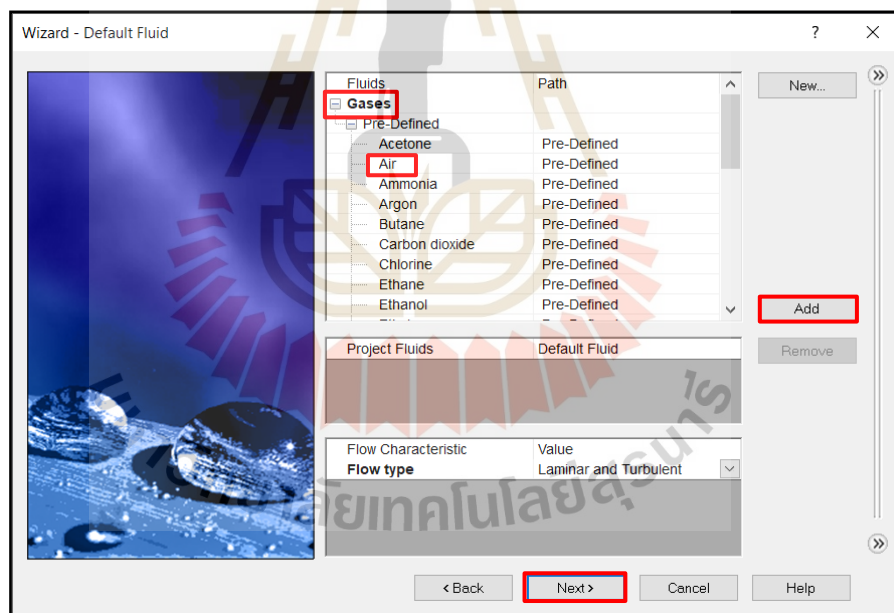 Wizard - Default Fluid ? ×
Fluids Path
Gases
Pre-Defined
Acetone Pre-Defined
Air Pre-Defined
Ammonia Pre-Defined
Argon Pre-Defined
Butane Pre-Defined
Carbon dioxide Pre-Defined
Chlorine Pre-Defined
Ethane Pre-Defined
Ethanol Pre-Defined
New...
Add
Project Fluids Default Fluid
Remove
Flow Characteristic Value
Flow type Laminar and Turbulent
ยเทคโนโลยีสุรนาร
< Back Next > Cancel Help